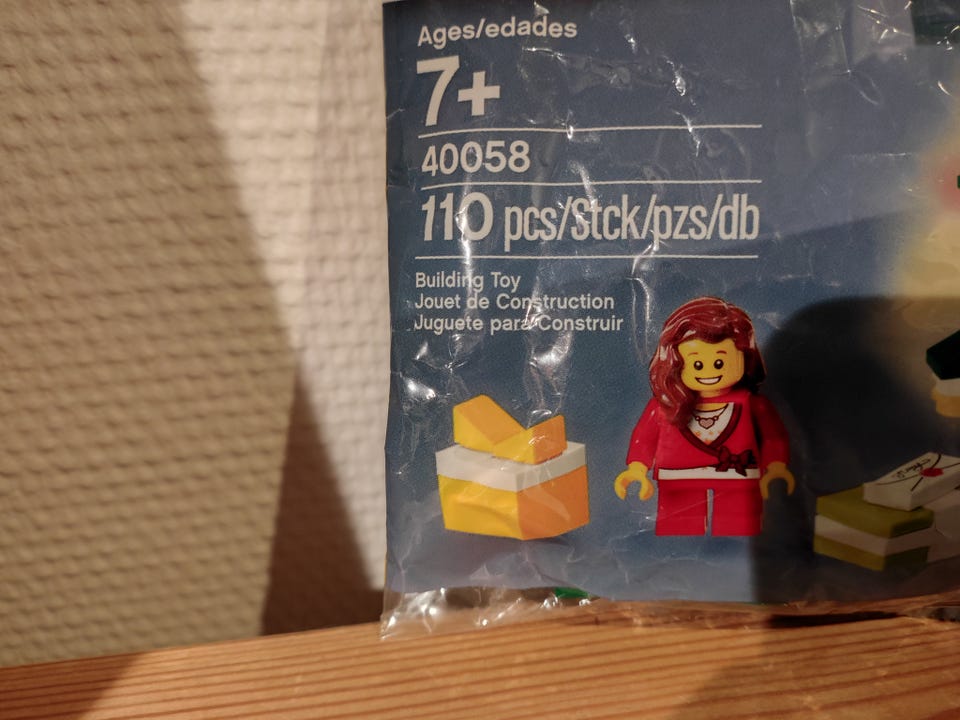 Ages/edades
7+
40058
110 pcs/Stck/pzs/db
Building Toy
Jouet de Construction
Juguete para Construir